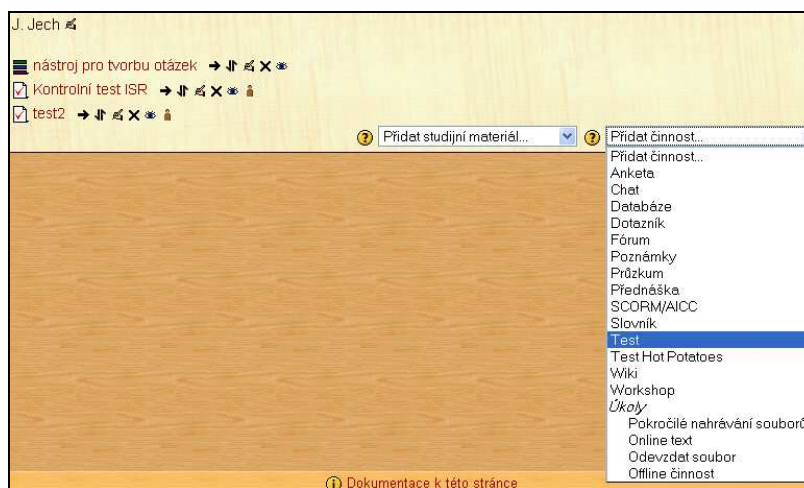 J. Jech
nástroj pro tvorbu otázek
Kontrolní test ISR
test2
Přidat studijní materiál...
Přidat činnost...
Přidat činnost...
Anketa
Chat
Databáze
Dotazník
Fórum
Poznámky
Průzkum
Přednáška
SCORM/AICC
Slovník
Test
Test Hot Potatoes
Wiki
Workshop
Úkoly
Pokročilé nahrávání souborů
Online text
Odevzdat soubor
Offline činnost
Dokumentace k této stránce